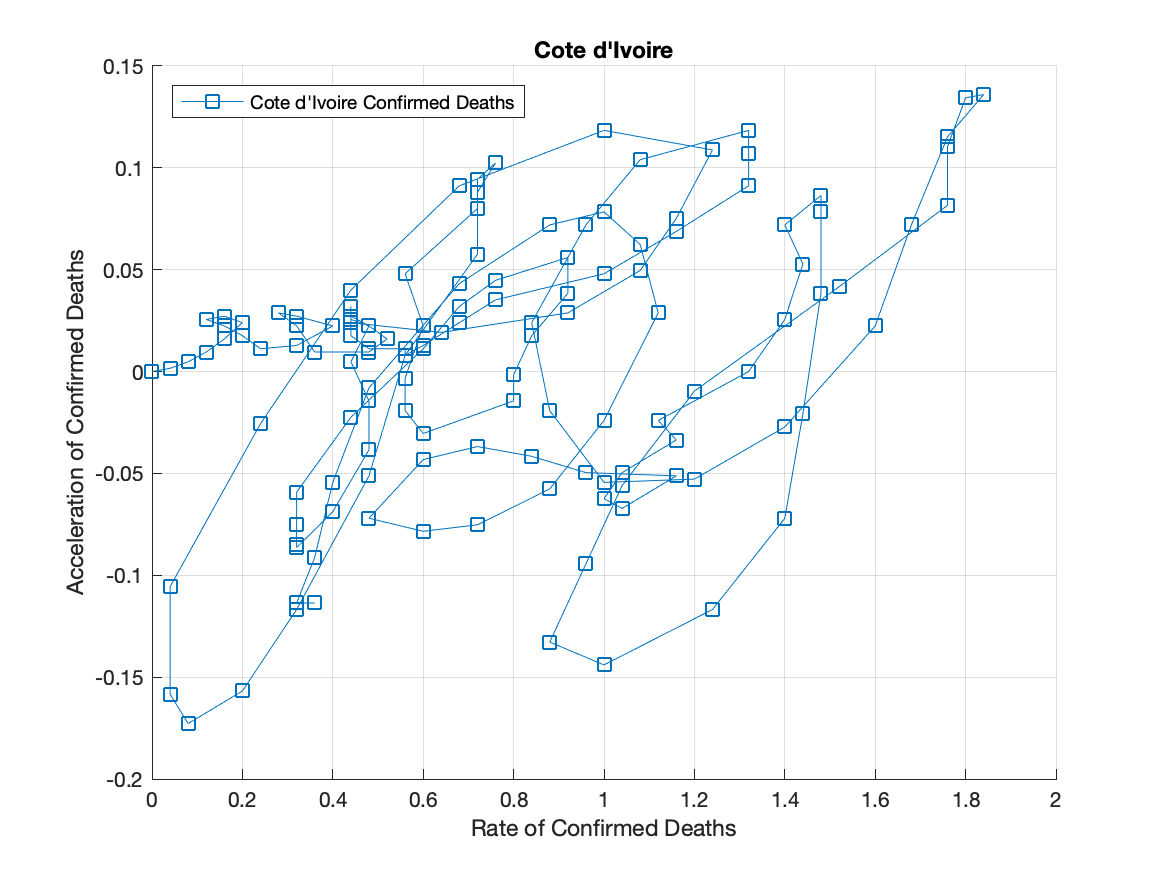 Cote d'Ivoire
Cote d'Ivoire Confirmed Deaths
0.15
0.1
0.05
0
-0.05
-0.1
-0.15
-0.2
Acceleration of Confirmed Deaths
0 0.2 0.4 0.6 0.8 1 1.2 1.4 1.6 1.8 2
Rate of Confirmed Deaths